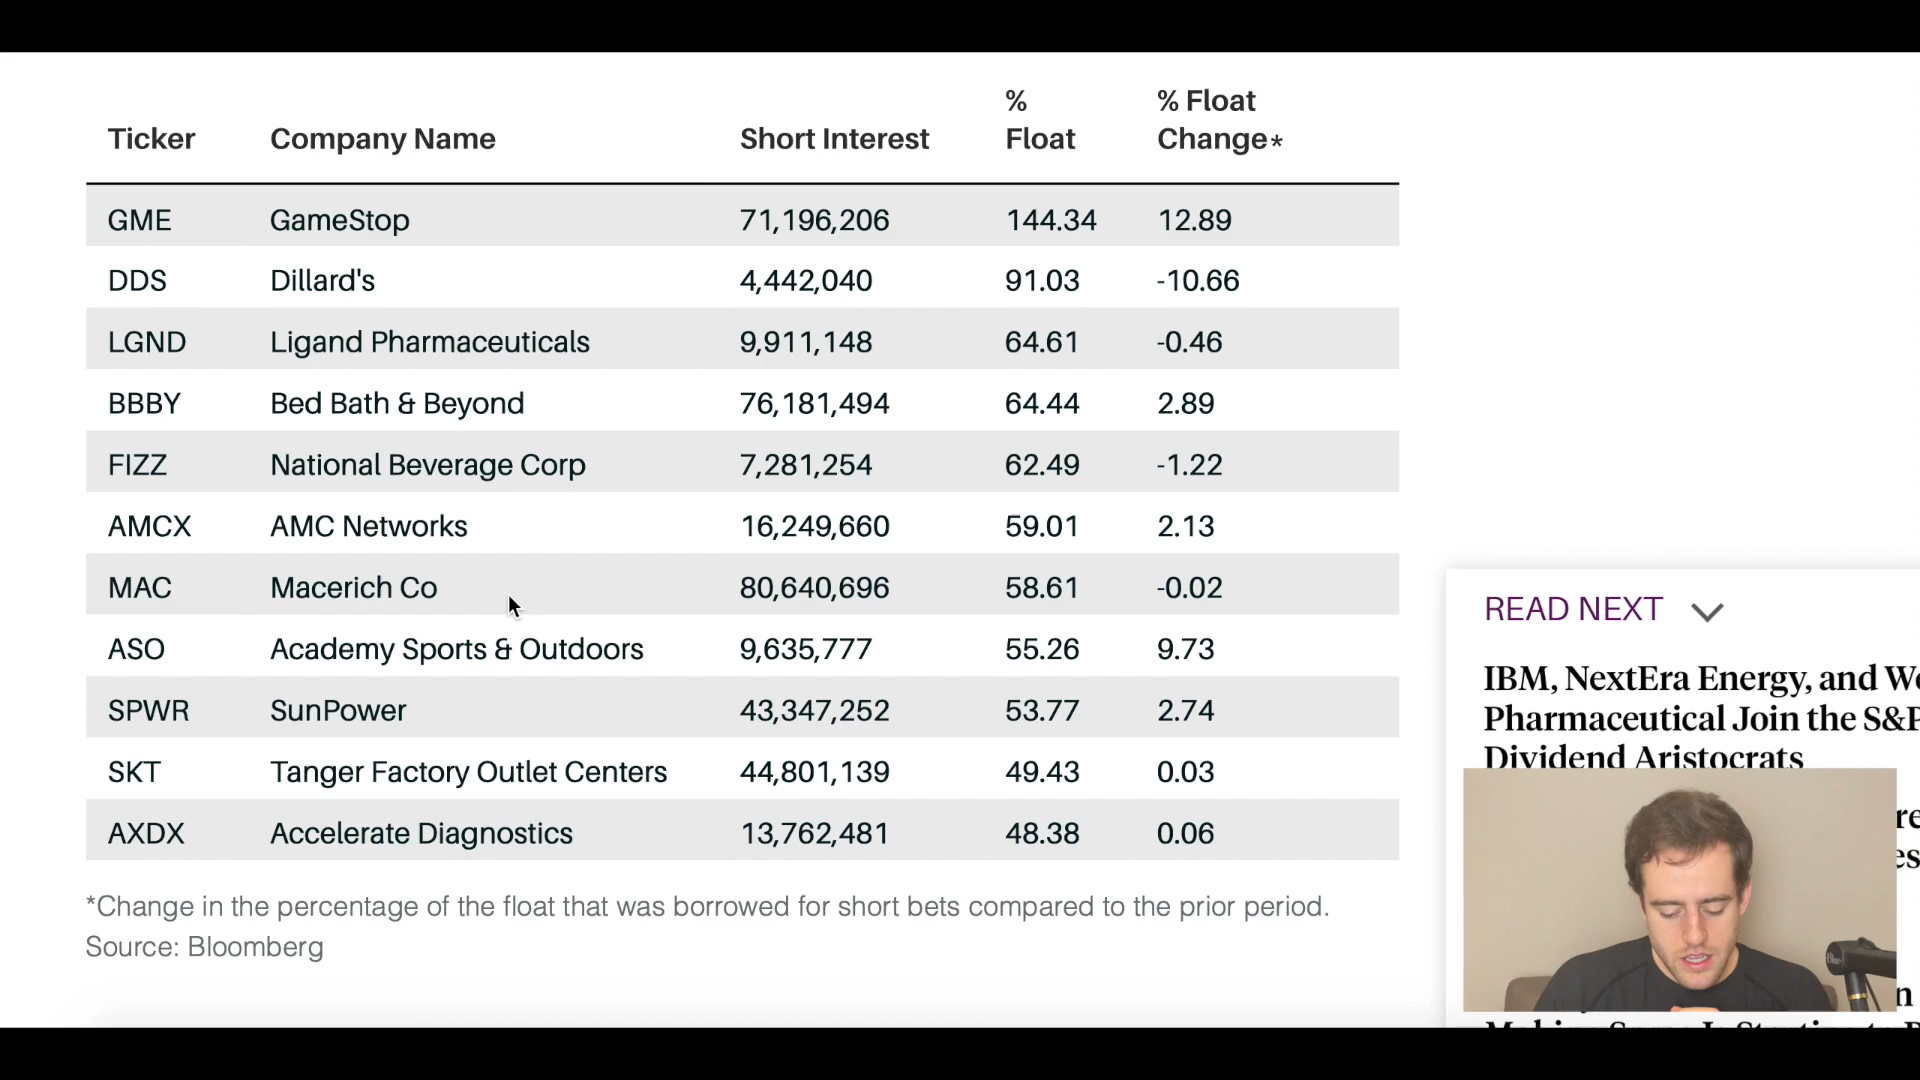 Ticker Company Name Short Interest % Float % Float Change*
GME GameStop 71,196,206 144.34 12.89
DDS Dillard's 4,442,040 91.03 -10.66
LGND Ligand Pharmaceuticals 9,911,148 64.61 -0.46
BBBY Bed Bath & Beyond 76,181,494 64.44 2.89
FIZZ National Beverage Corp 7,281,254 62.49 -1.22
AMCX AMC Networks 16,249,660 59.01 2.13
MAC Macerich Co 80,640,696 58.61 -0.02
ASO Academy Sports & Outdoors 9,635,777 55.26 9.73
SPWR SunPower 43,347,252 53.77 2.74
SKT Tanger Factory Outlet Centers 44,801,139 49.43 0.03
AXDX Accelerate Diagnostics 13,762,481 48.38 0.06
*Change in the percentage of the float that was borrowed for short bets compared to the prior period.
Source: Bloomberg
READ NEXT
IBM, NextEra Energy, and
Pharmaceutical Join the S&P
Dividend Aristocrats